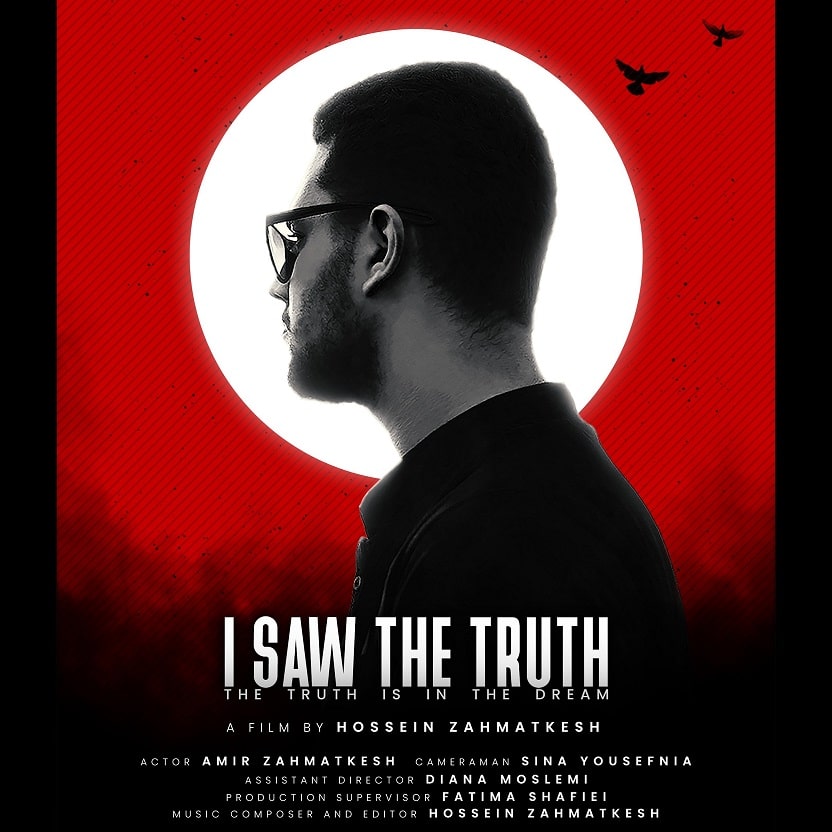 I SAW THE TRUTH
THE TRUTH IS IN THE DREAM
A FILM BY HOSSEIN ZAHMATKESH
ACTOR AMIR ZAHMATKESH CAMERAMAN SINA YOUSEFNIA
ASSISTANT DIRECTOR DIANA MOSLEMI
PRODUCTION SUPERVISOR FATIMA SHAFIEI
MUSIC COMPOSER AND EDITOR HOSSEIN ZAHMATKESH